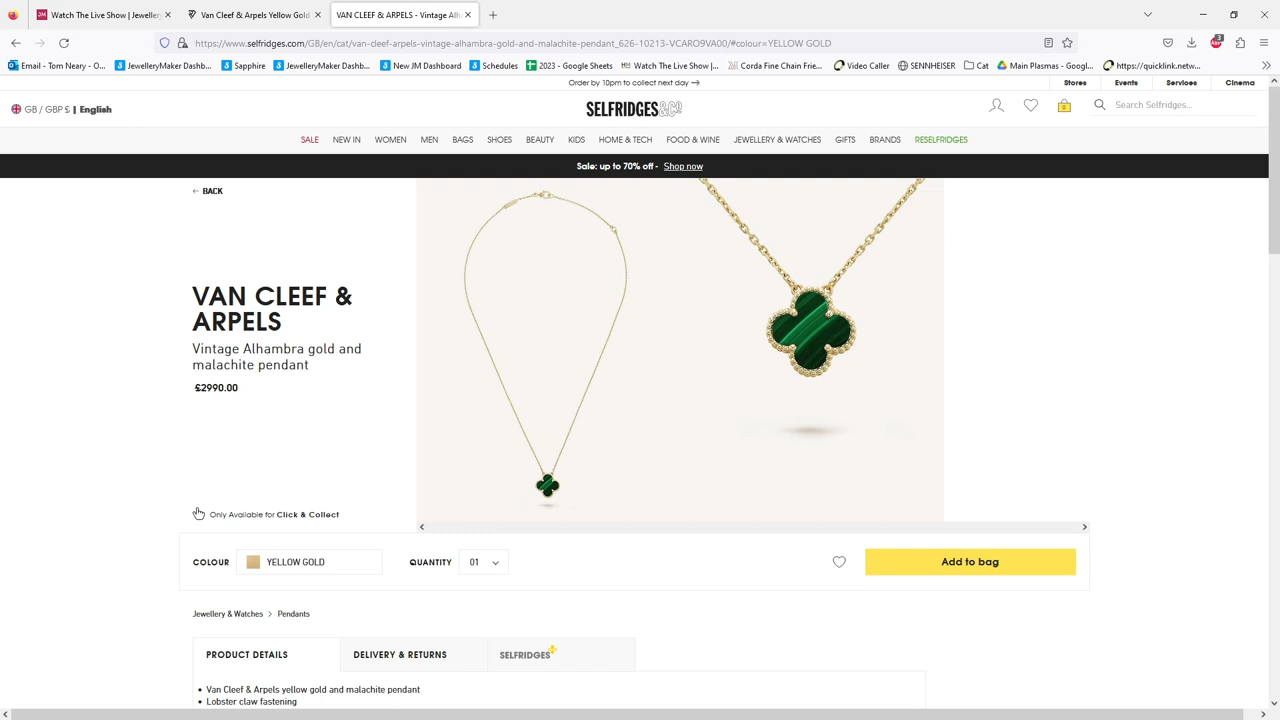 Watch The Live Show | Jeweller
Van Cleef & Arpels Yellow Gold
VAN CLEEF & ARPELS - Vintage Alh
https://www.selfridges.com/GB/en/cat/van-cleef-arpels-vintage-alhambra-gold-and-malachite-pendant_626-10213-VCARO9VA00/#colour=YELLOW GOLD
3
Email - Tom Neary - O...
JewelleryMaker Dashb...
Sapphire
JewelleryMaker Dashb...
New JM Dashboard
Schedules
2023 - Google Sheets
Watch The Live Show |...
Corda Fine Chain Frie...
Video Caller
SENNHEISER
Cat
Main Plasmas - Googl...
https://quicklink.netw...
Order by 10pm to collect next day
Stores
Events
Services
Cinema
GB / GBP £ | English
SELFRIDGES&Co
0
Search Selfridges...
SALE
NEW IN
WOMEN
MEN
BAGS
SHOES
BEAUTY
KIDS
HOME & TECH
FOOD & WINE
JEWELLERY & WATCHES
GIFTS
BRANDS
RESELFRIDGES
Sale: up to 70% off - Shop now
BACK
VAN CLEEF &
ARPELS
Vintage Alhambra gold and
malachite pendant
£2990.00
Only Available for Click & Collect
COLOUR
YELLOW GOLD
QUANTITY
01
Add to bag
Jewellery & Watches > Pendants
PRODUCT DETAILS
DELIVERY & RETURNS
SELFRIDGES+
• Van Cleef & Arpels yellow gold and malachite pendant
• Lobster claw fastening